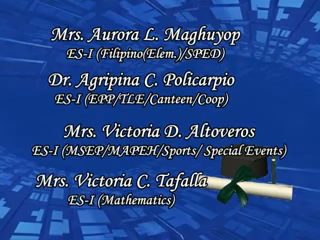 Mrs. Aurora L. Maghuyop
ES-I (Filipino(Elem.)/SPED)
Dr. Agripina C. Policarpio
ES-I (EPP/TLE/Canteen/Coop)
Mrs. Victoria D. Altoveros
ES-I (MSEP/MAPEH/Sports/ Special Events)
Mrs. Victoria C. Tafalla
ES-I (Mathematics)